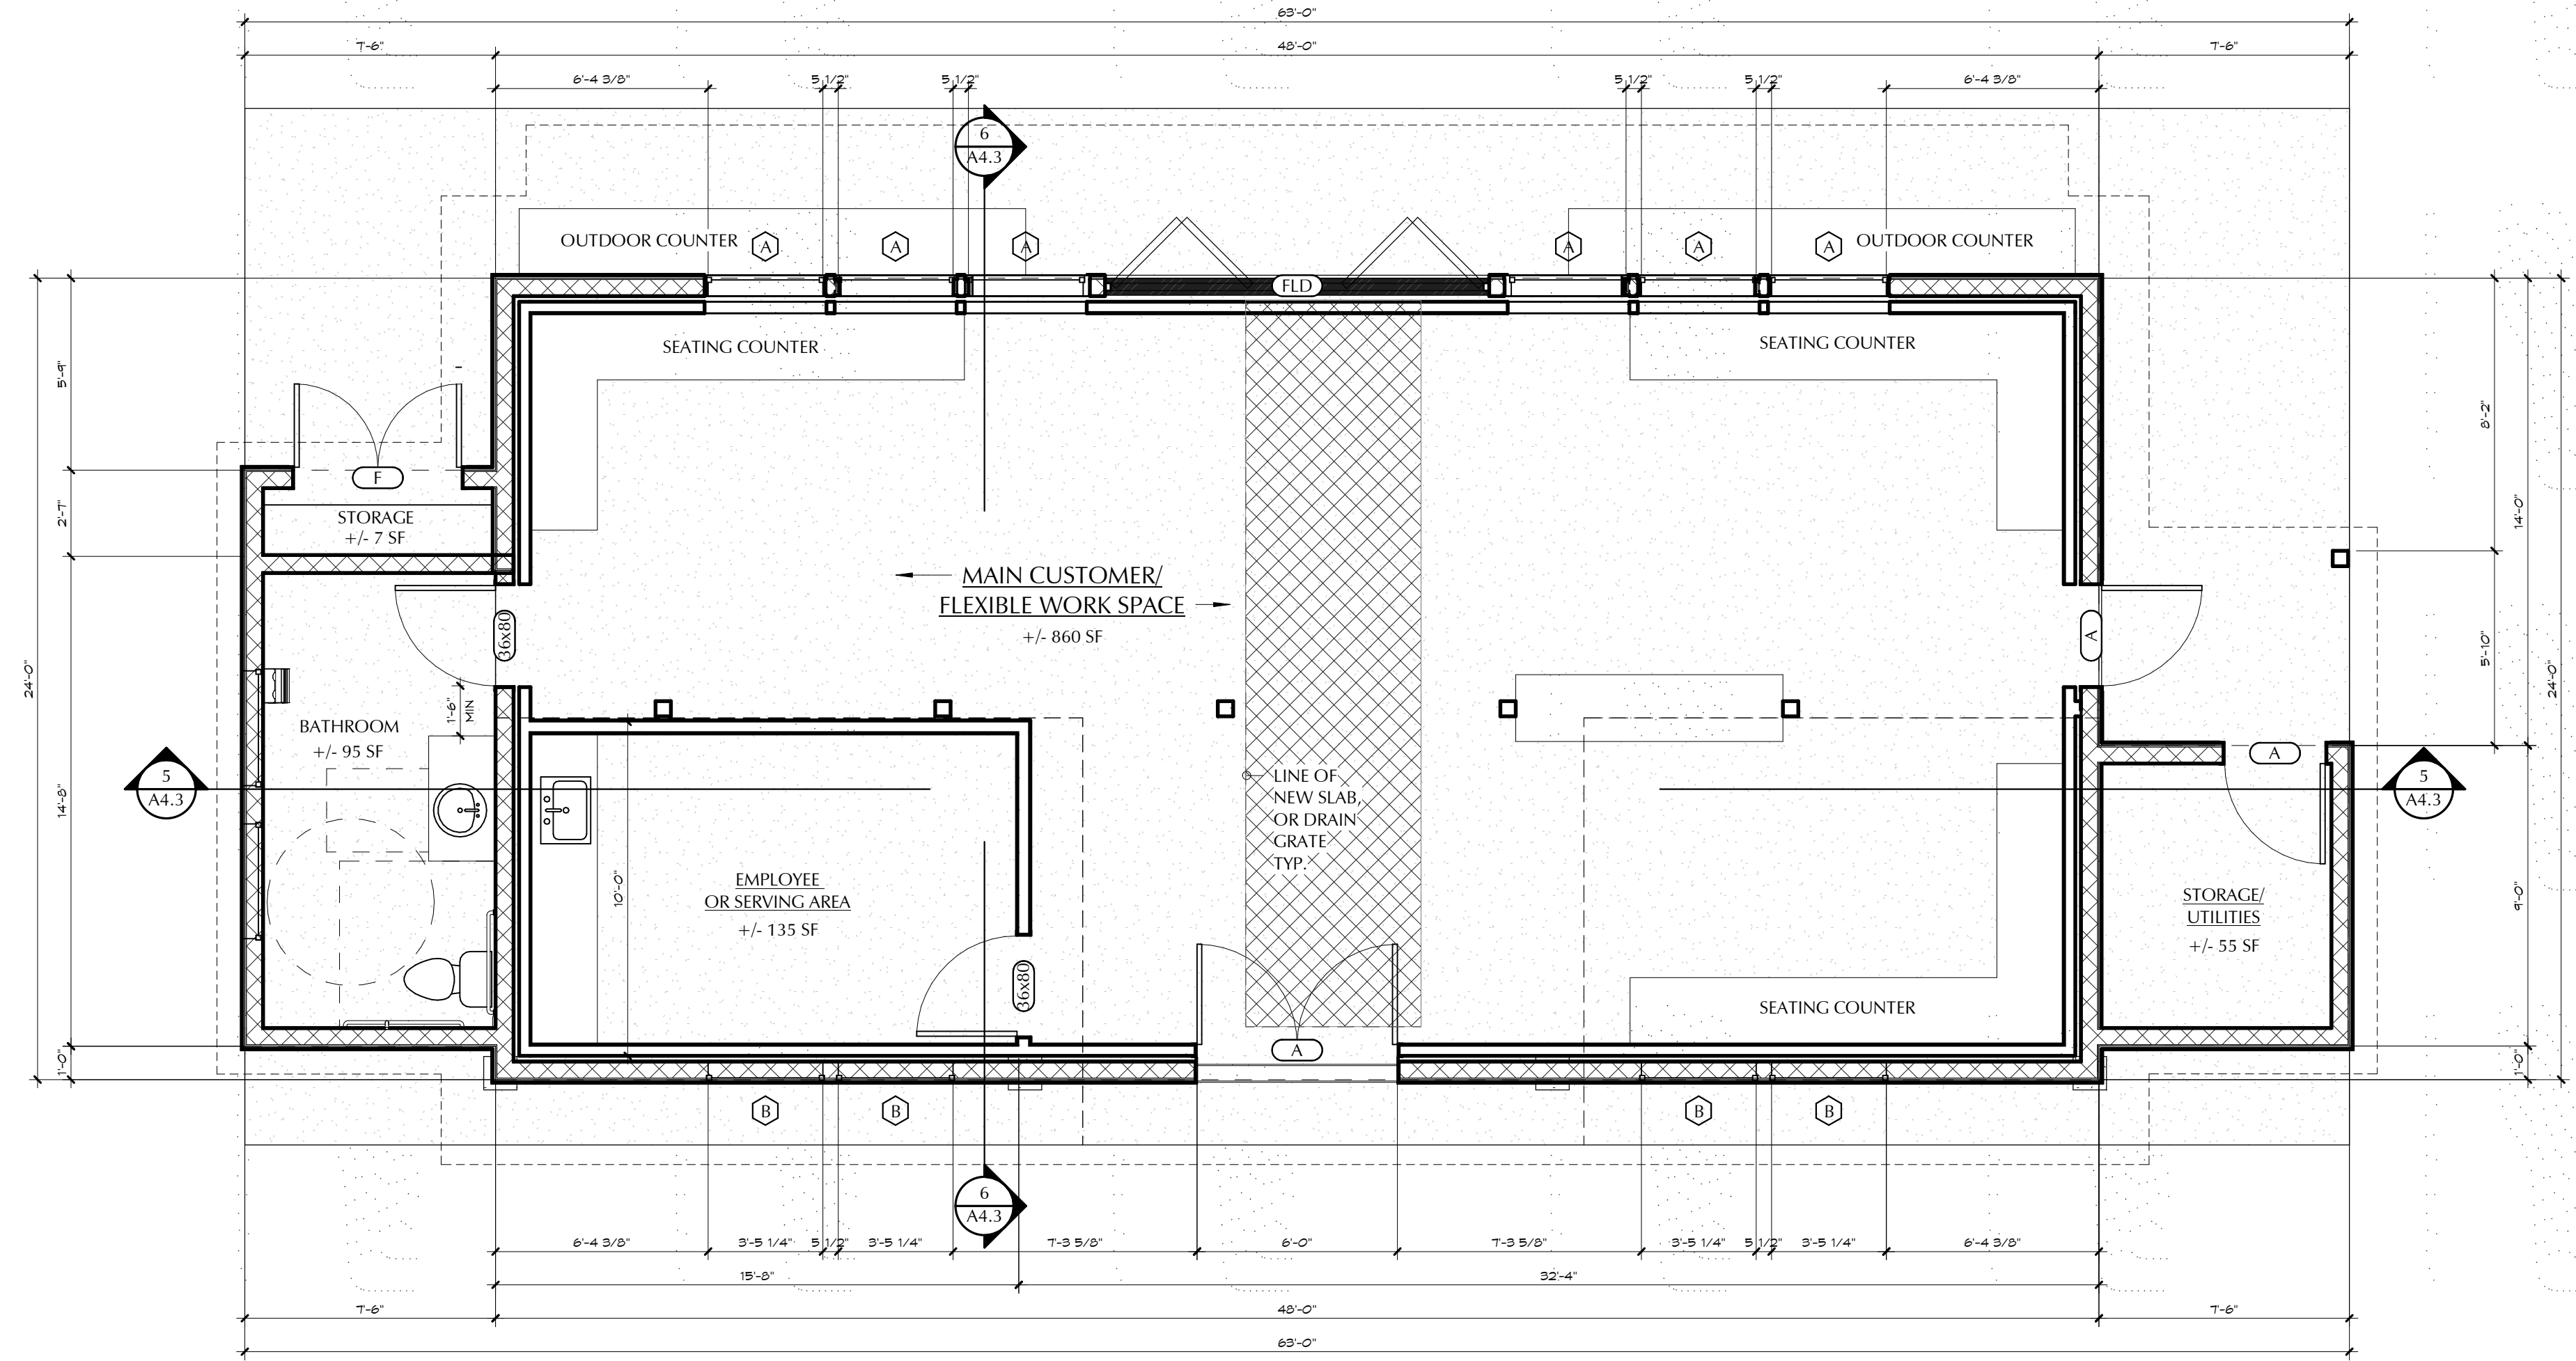 63'-0"
7'-6" 48'-0" 7'-6"
6'-4 3/8" 5 1/2" 5 1/2" 5 1/2" 5 1/2" 6'-4 3/8"
6
A4.3
OUTDOOR COUNTER A A A A A A OUTDOOR COUNTER
FLD
SEATING COUNTER SEATING COUNTER
5'-9"
8'-2"
F
STORAGE
+/- 7 SF
2'-7"
14'-0"
MAIN CUSTOMER/
FLEXIBLE WORK SPACE
+/- 860 SF
36x80
A
24'-0"
5'-10"
24'-0"
1'-6"
MIN
BATHROOM
+/- 95 SF
A
5
A4.3
5
A4.3
14'-8"
LINE OF
NEW SLAB,
OR DRAIN
GRATE
TYP.
10'-0"
EMPLOYEE
OR SERVING AREA
+/- 135 SF
STORAGE/
UTILITIES
+/- 55 SF
9'-0"
36x80
SEATING COUNTER
A
1'-0"
1'-0"
B B B B
6
A4.3
6'-4 3/8" 3'-5 1/4" 5 1/2" 3'-5 1/4" 7'-3 5/8" 6'-0" 7'-3 5/8" 3'-5 1/4" 5 1/2" 3'-5 1/4" 6'-4 3/8"
15'-8" 32'-4"
7'-6" 48'-0" 7'-6"
63'-0"